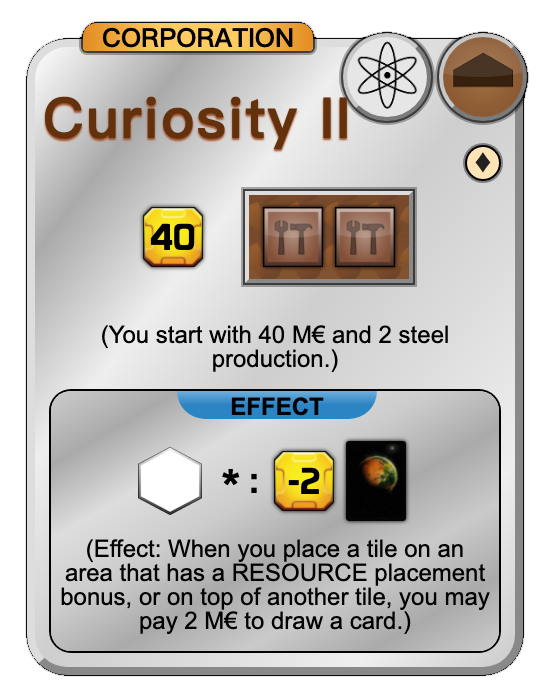 CORPORATION
Curiosity II
40
(You start with 40 M€ and 2 steel
production.)
EFFECT
* : -2
(Effect: When you place a tile on an
area that has a RESOURCE placement
bonus, or on top of another tile, you may
pay 2 M€ to draw a card.)